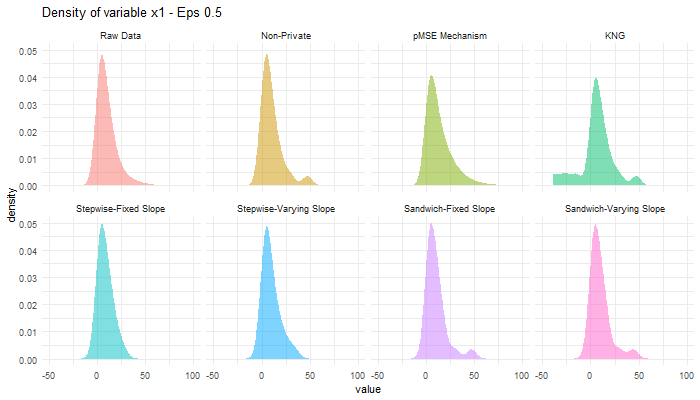 Density of variable x1 - Eps 0.5
Raw Data Non-Private pMSE Mechanism KNG
0.05
0.04
0.03
0.02
0.01
0.00
density
Stepwise-Fixed Slope Stepwise-Varying Slope Sandwich-Fixed Slope Sandwich-Varying Slope
0.05
0.04
0.03
0.02
0.01
0.00
-50 0 50 100 -50 0 50 100 -50 0 50 100 -50 0 50 100
value